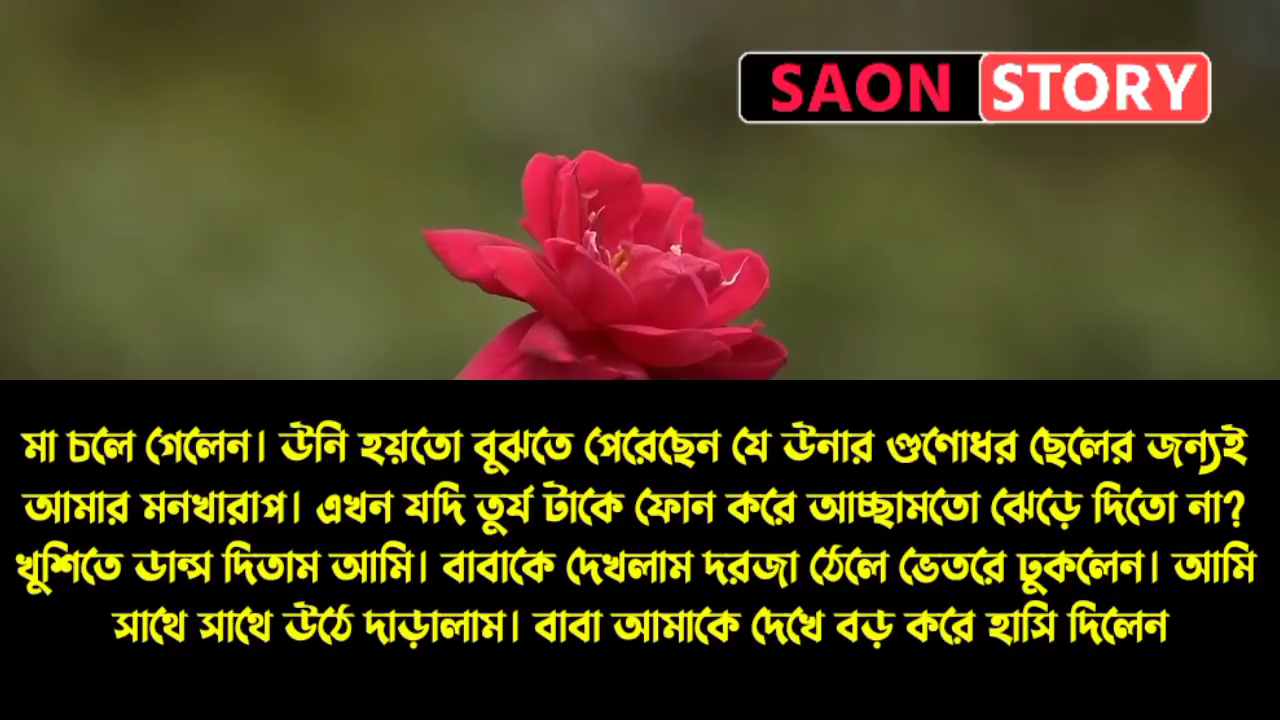 SAON STORY
মা চলে গেলেন। উনি হয়তো বুঝতে পেরেছেন যে উনার গুণোধর ছেলের জন্যই
আমার মনখারাপ। এখন যদি তুর্য টাকে ফোন করে আচ্ছামতো ঝেড়ে দিতো না?
খুশিতে ডান্স দিতাম আমি। বাবাকে দেখলাম দরজা ঠেলে ভেতরে ঢুকলেন। আমি
সাথে সাথে উঠে দাড়ালাম। বাবা আমাকে দেখে বড় করে হাসি দিলেন